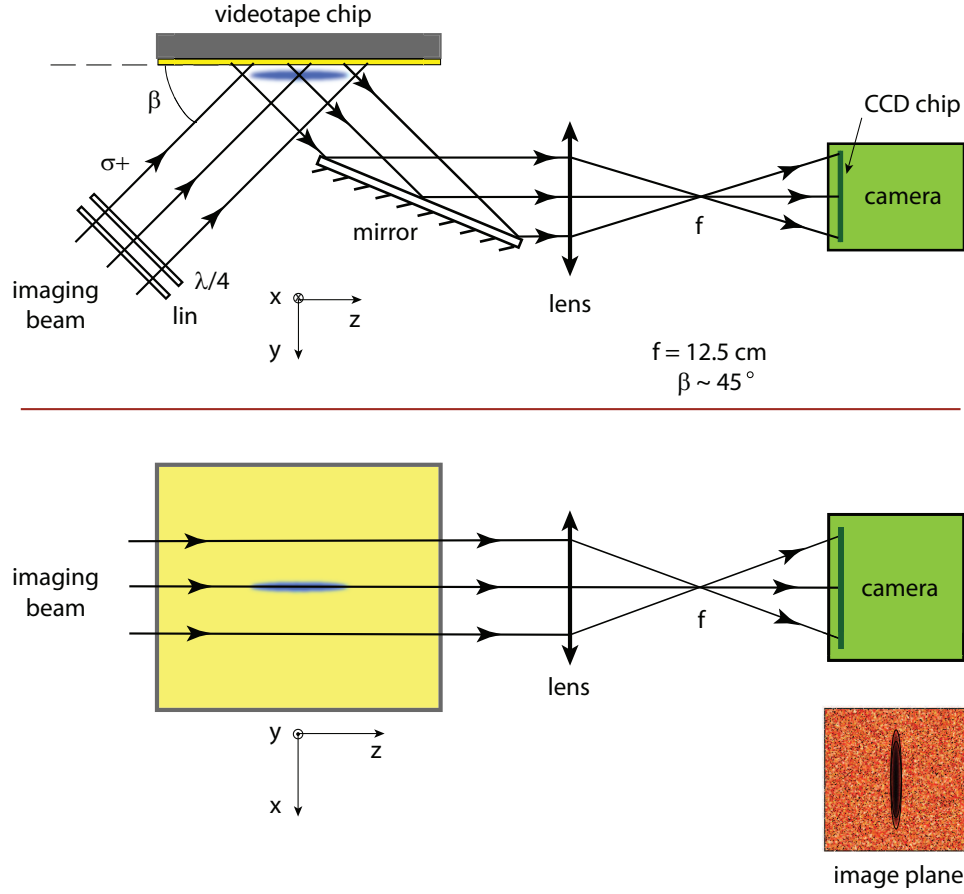 videotape chip
β
σ+
CCD chip
camera
mirror
f
λ/4
imaging
beam
lin
x
z
y
lens
f = 12.5 cm
β ~ 45°
imaging
beam
camera
f
lens
y
z
x
image plane